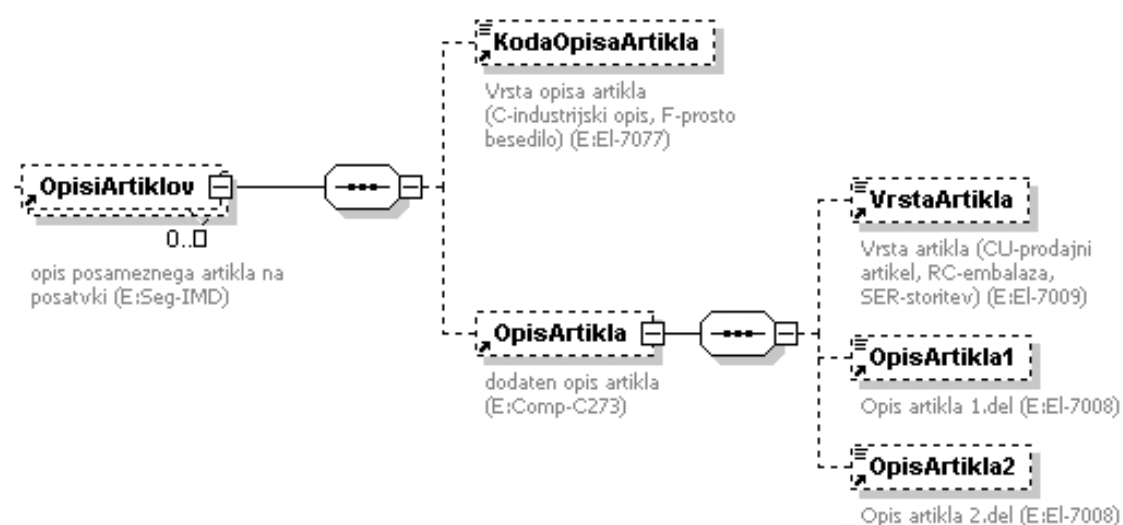 KodaOpisaArtikla
Vrsta opisa artikla
(C-industrijski opis, F-prosto
besedilo) (E:El-7077)
OpisiArtiklov
0..
opis posameznega artikla na
posatvki (E:Seg-IMD)
VrstaArtikla
Vrsta artikla (CU-prodajni
artikel, RC-embalaza,
SER-storitev) (E:El-7009)
OpisArtikla
dodaten opis artikla
(E:Comp-C273)
OpisArtikla1
Opis artikla 1.del (E:El-7008)
OpisArtikla2
Opis artikla 2.del (E:El-7008)